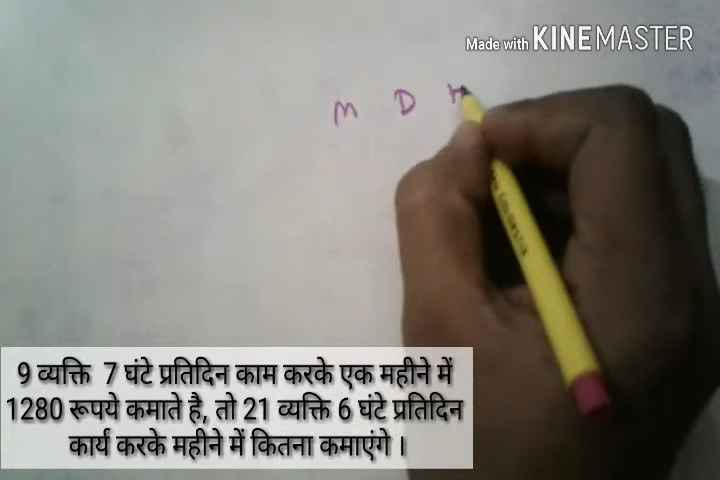 Made with KINEMASTER
M D H
9 व्यक्ति 7 घंटे प्रतिदिन काम करके एक महीने में
1280 रूपये कमाते है, तो 21 व्यक्ति 6 घंटे प्रतिदिन
कार्य करके महीने में कितना कमाएंगे ।